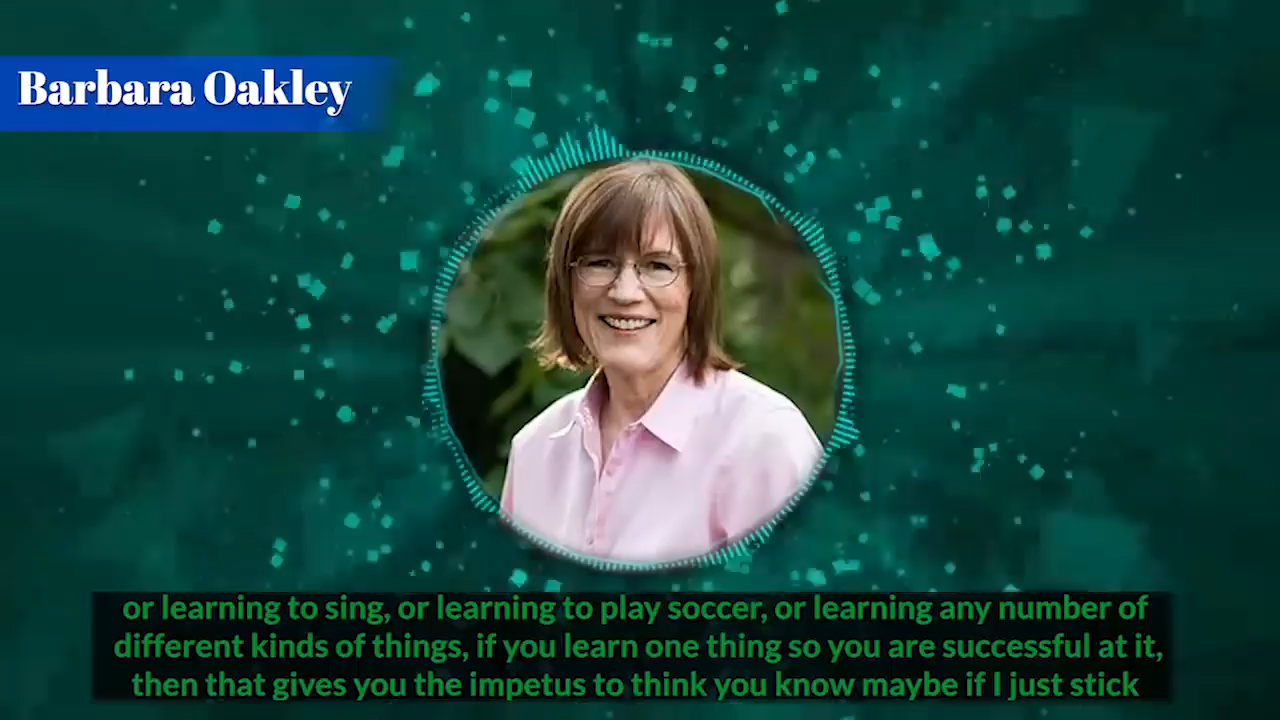 Barbara Oakley
or learning to sing, or learning to play soccer, or learning any number of
different kinds of things, if you learn one thing so you are successful at it,
then that gives you the impetus to think you know maybe if I just stick